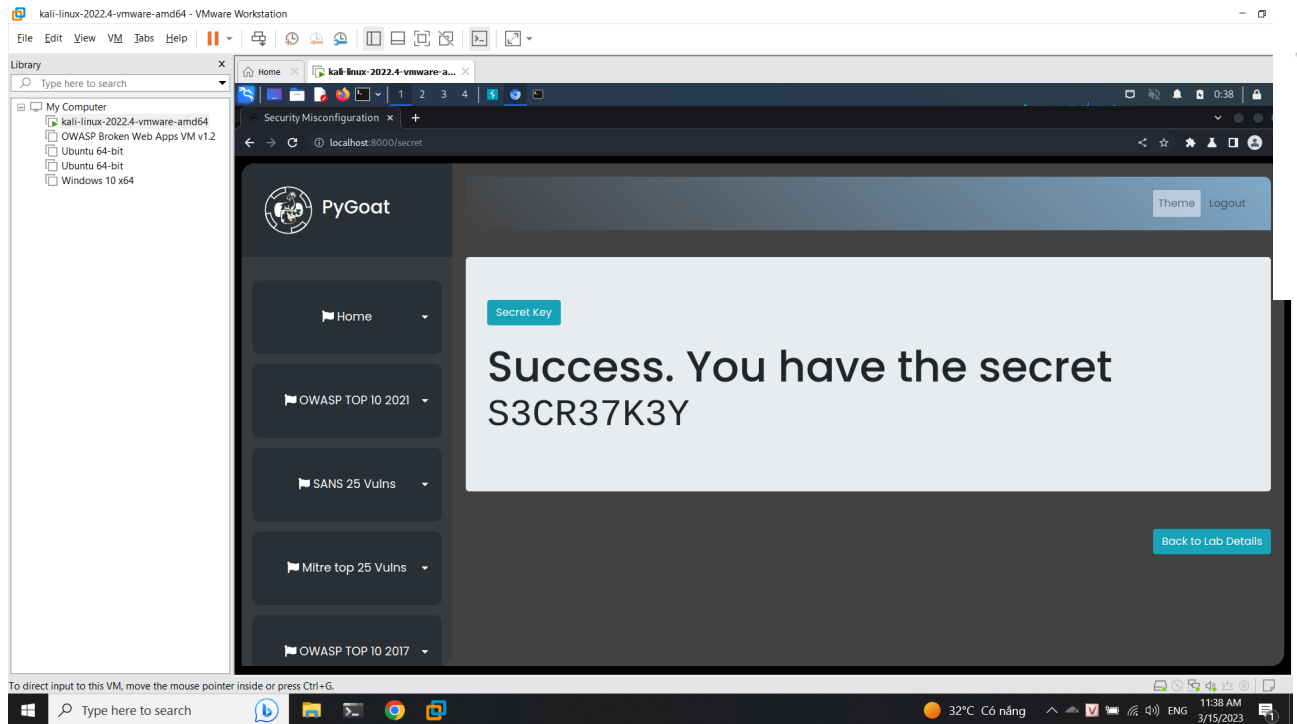 kali-linux-2022.4-vmware-amd64 - VMware Workstation
File Edit View VM Tabs Help
Library X
Home kali-linux-2022.4-vmware-a...
Type here to search
1 2 3 4 0:38
My Computer
kali-linux-2022.4-vmware-amd64
OWASP Broken Web Apps VM v1.2
Ubuntu 64-bit
Ubuntu 64-bit
Windows 10 x64
Security Misconfiguration
localhost:8000/secret
PyGoat
Theme Logout
Home
OWASP TOP 10 2021
SANS 25 Vulns
Mitre top 25 Vulns
OWASP TOP 10 2017
Secret Key
Success. You have the secret
S3CR37K3Y
Back to Lab Details
To direct input to this VM, move the mouse pointer inside or press Ctrl+G.
Type here to search
32°C Có nắng
V
ENG
11:38 AM
3/15/2023
1